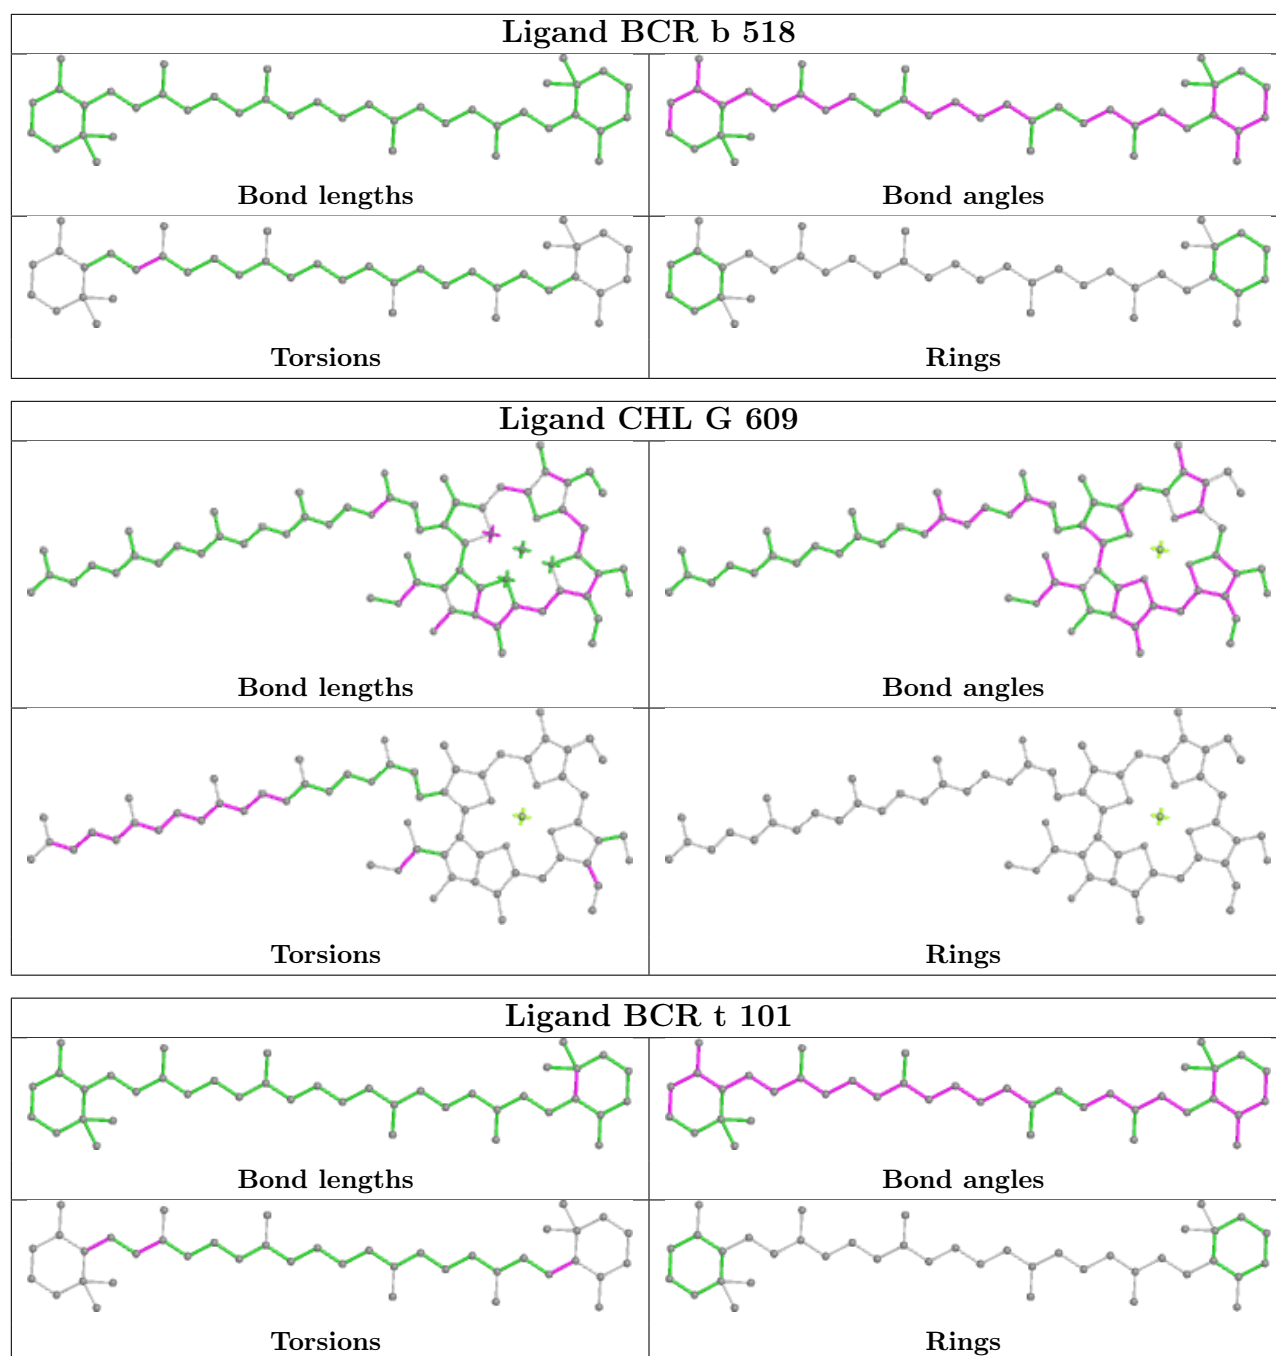 Ligand BCR b 518
Bond lengths
Bond angles
Torsions
Rings
Ligand CHL G 609
Bond lengths
Bond angles
Torsions
Rings
Ligand BCR t 101
Bond lengths
Bond angles
Torsions
Rings